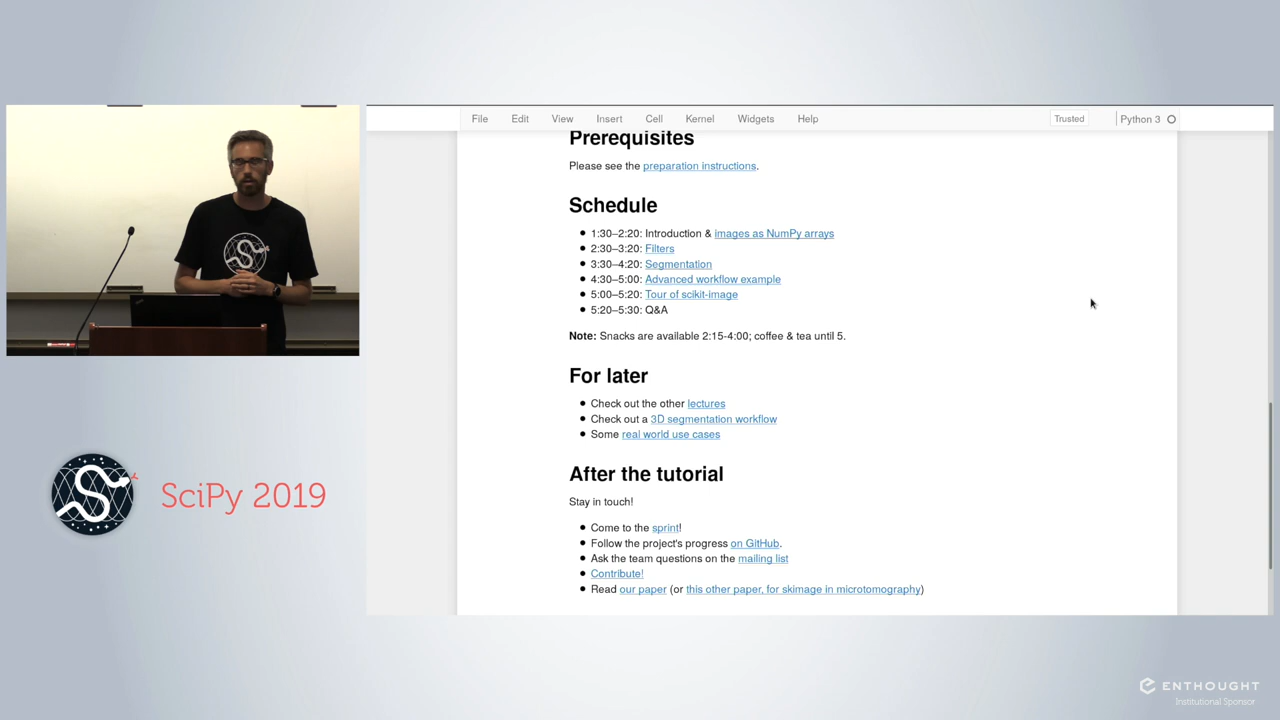 File Edit View Insert Cell Kernel Widgets Help Trusted Python 3
Prerequisites
Please see the preparation instructions.
Schedule
1:30–2:20: Introduction & images as NumPy arrays
2:30–3:20: Filters
3:30–4:20: Segmentation
4:30–5:00: Advanced workflow example
5:00–5:20: Tour of scikit-image
5:20–5:30: Q&A
Note: Snacks are available 2:15-4:00; coffee & tea until 5.
For later
Check out the other lectures
Check out a 3D segmentation workflow
Some real world use cases
After the tutorial
Stay in touch!
Come to the sprint!
Follow the project's progress on GitHub.
Ask the team questions on the mailing list
Contribute!
Read our paper (or this other paper, for skimage in microtomography)
SciPy 2019
ENTHOUGHT
Institutional Sponsor